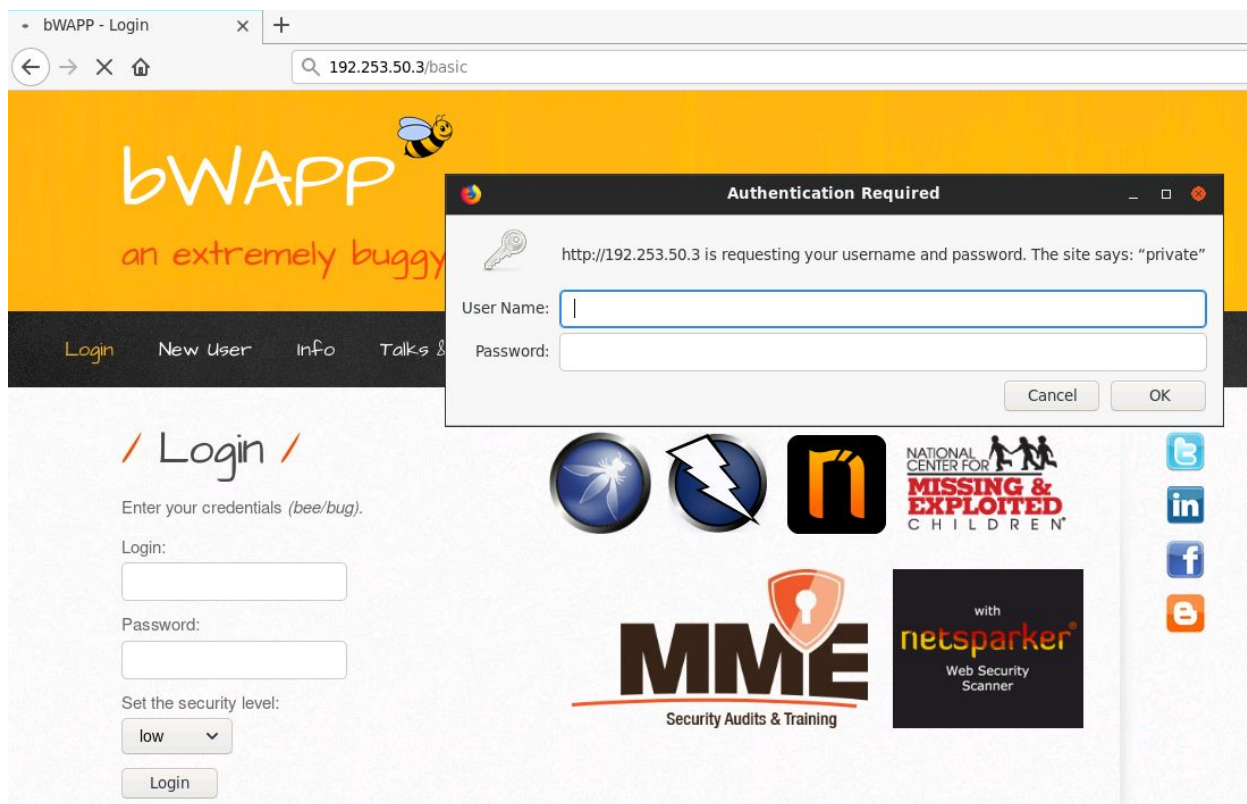 bWAPP - Login
192.253.50.3/basic
bWAPP
an extremely buggy
Authentication Required
http://192.253.50.3 is requesting your username and password. The site says: “private”
User Name:
Password:
Cancel OK
Login New User Info Talks &
/ Login /
Enter your credentials (bee/bug).
Login:
Password:
Set the security level:
low
Login
NATIONAL
CENTER FOR
MISSING &
EXPLOITED
CHILDREN
MME
Security Audits & Training
with
netsparker
Web Security
Scanner